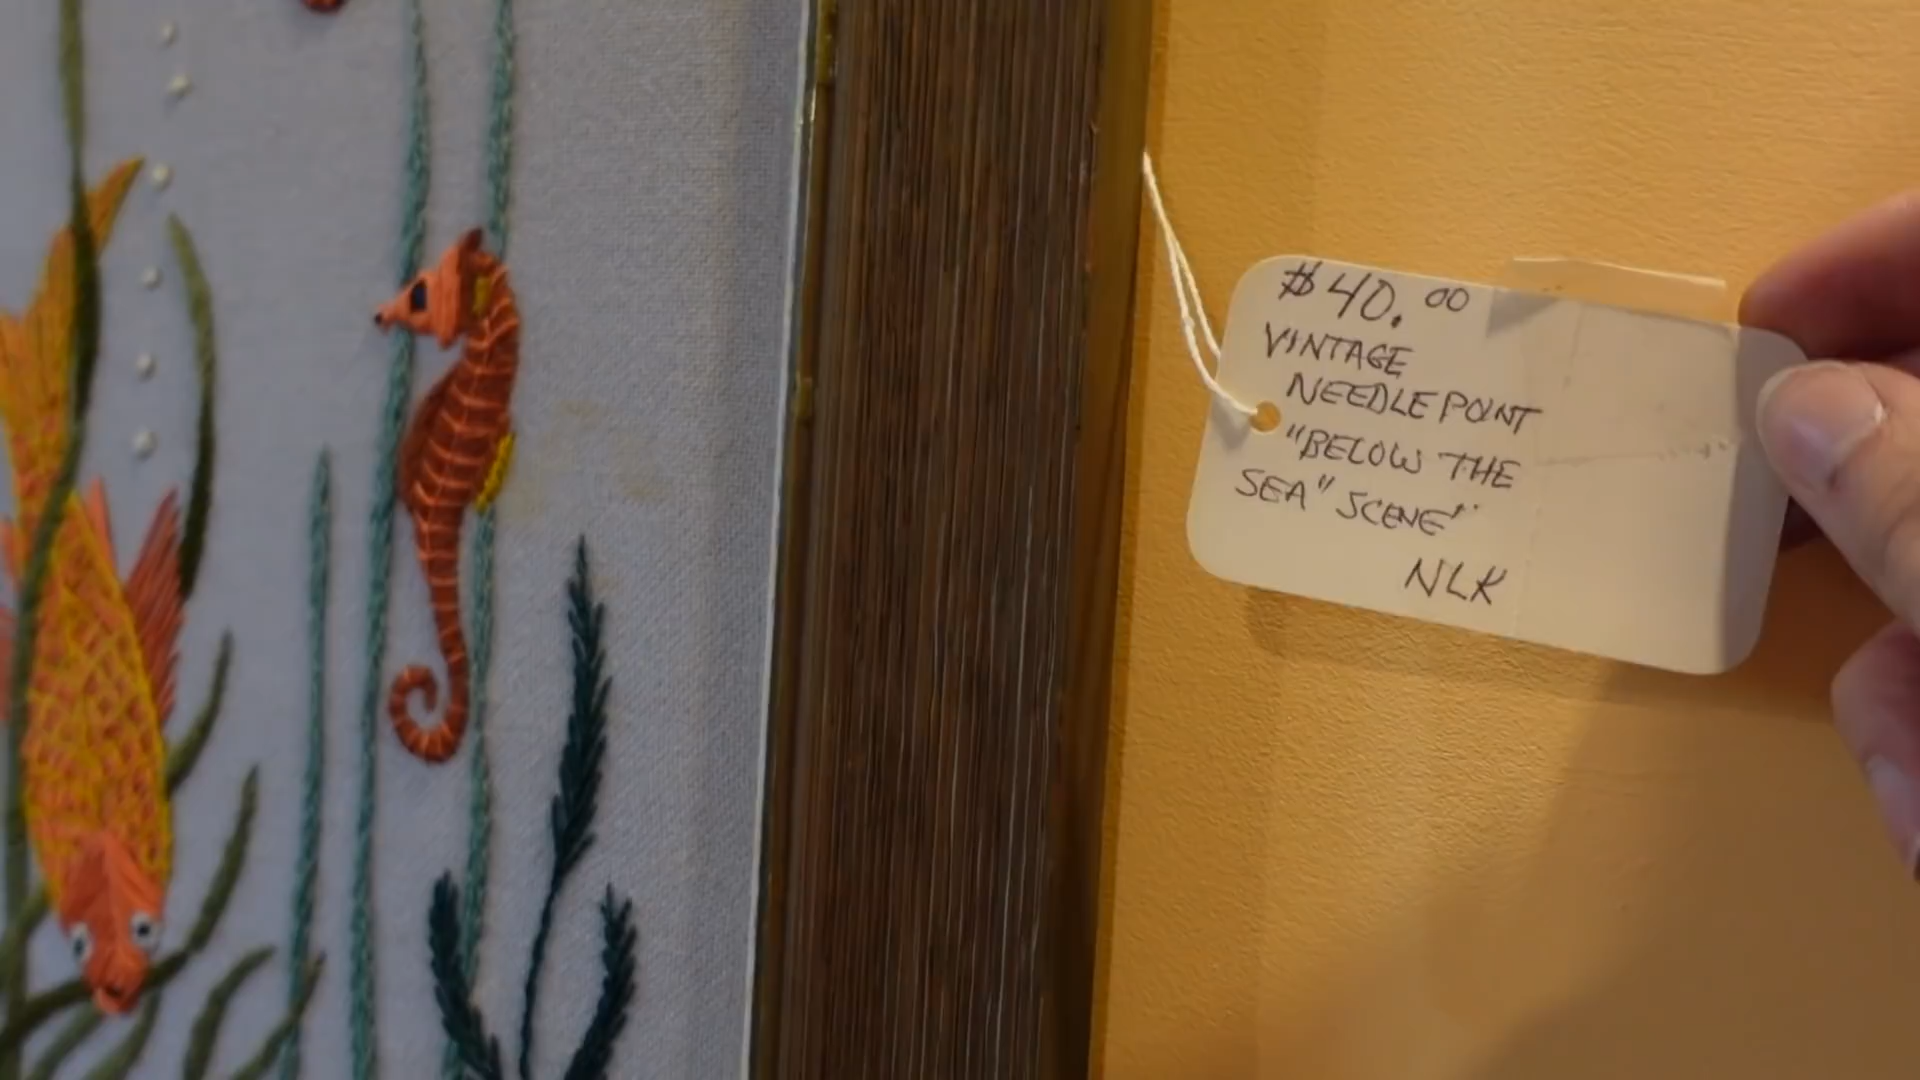 $40.00
VINTAGE
NEEDLEPOINT
"BELOW THE
SEA" SCENE"
NLK